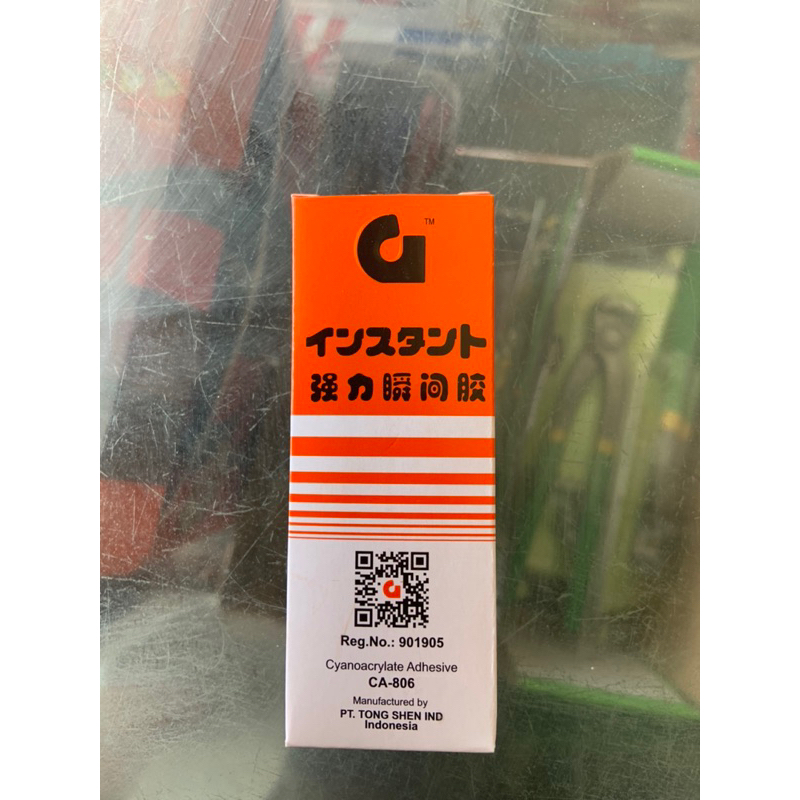 TM
インスタント
强力瞬间胶
Reg.No.: 901905
Cyanoacrylate Adhesive
CA-806
Manufactured by
PT. TONG SHEN IND
Indonesia